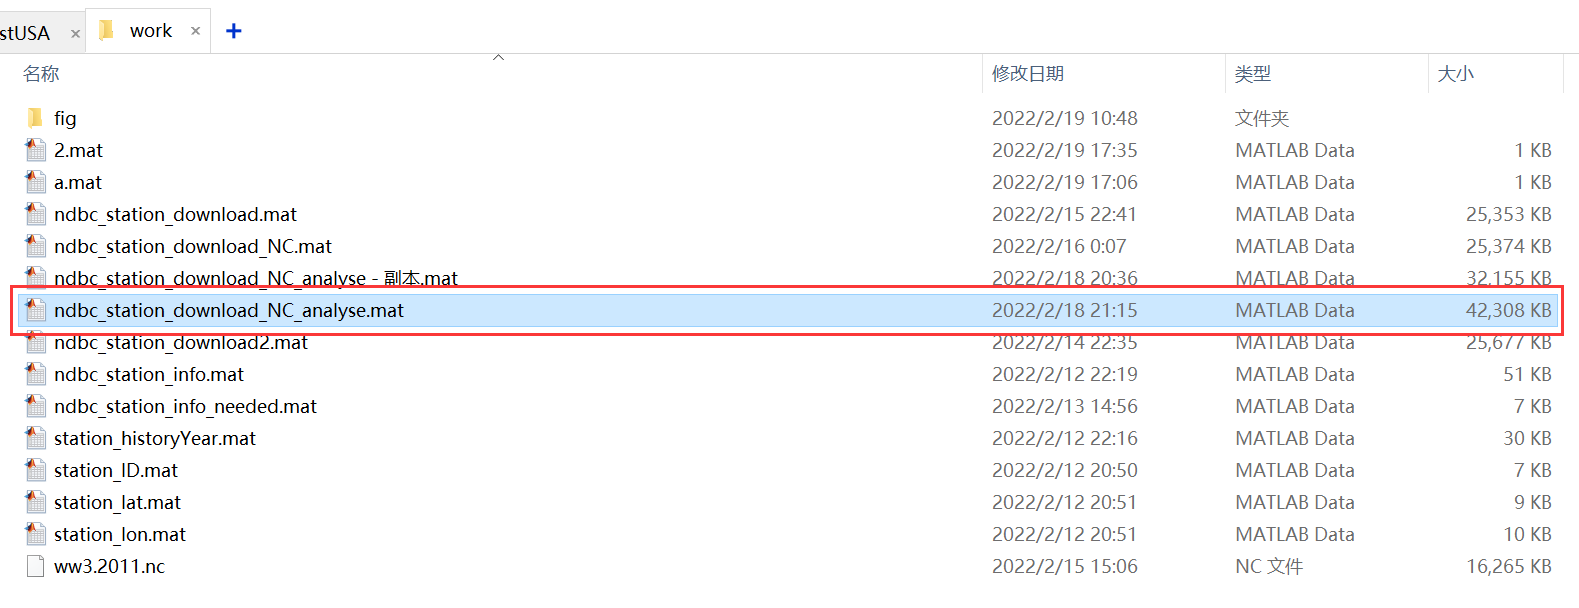 stUSA × work × +
名称 修改日期 类型 大小
fig 2022/2/19 10:48 文件夹
2.mat 2022/2/19 17:35 MATLAB Data 1 KB
a.mat 2022/2/19 17:06 MATLAB Data 1 KB
ndbc_station_download.mat 2022/2/15 22:41 MATLAB Data 25,353 KB
ndbc_station_download_NC.mat 2022/2/16 0:07 MATLAB Data 25,374 KB
ndbc_station_download_NC_analyse - 副本.mat 2022/2/18 20:36 MATLAB Data 32,155 KB
ndbc_station_download_NC_analyse.mat 2022/2/18 21:15 MATLAB Data 42,308 KB
ndbc_station_download2.mat 2022/2/14 22:35 MATLAB Data 25,677 KB
ndbc_station_info.mat 2022/2/12 22:19 MATLAB Data 51 KB
ndbc_station_info_needed.mat 2022/2/13 14:56 MATLAB Data 7 KB
station_historyYear.mat 2022/2/12 22:16 MATLAB Data 30 KB
station_ID.mat 2022/2/12 20:50 MATLAB Data 7 KB
station_lat.mat 2022/2/12 20:51 MATLAB Data 9 KB
station_lon.mat 2022/2/12 20:51 MATLAB Data 10 KB
ww3.2011.nc 2022/2/15 15:06 NC 文件 16,265 KB